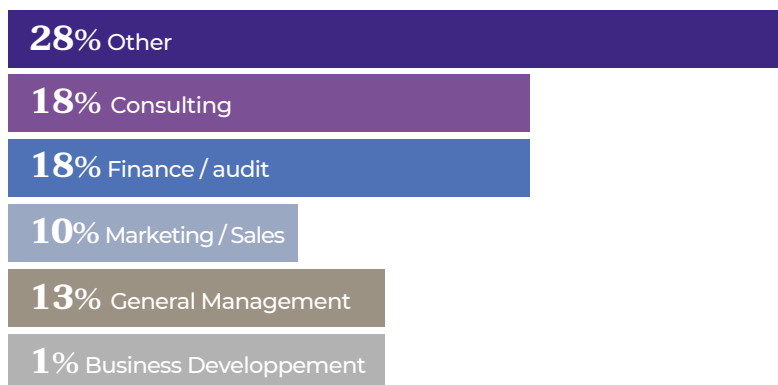 28% Other
18% Consulting
18% Finance / audit
10% Marketing / Sales
13% General Management
1% Business Developpement